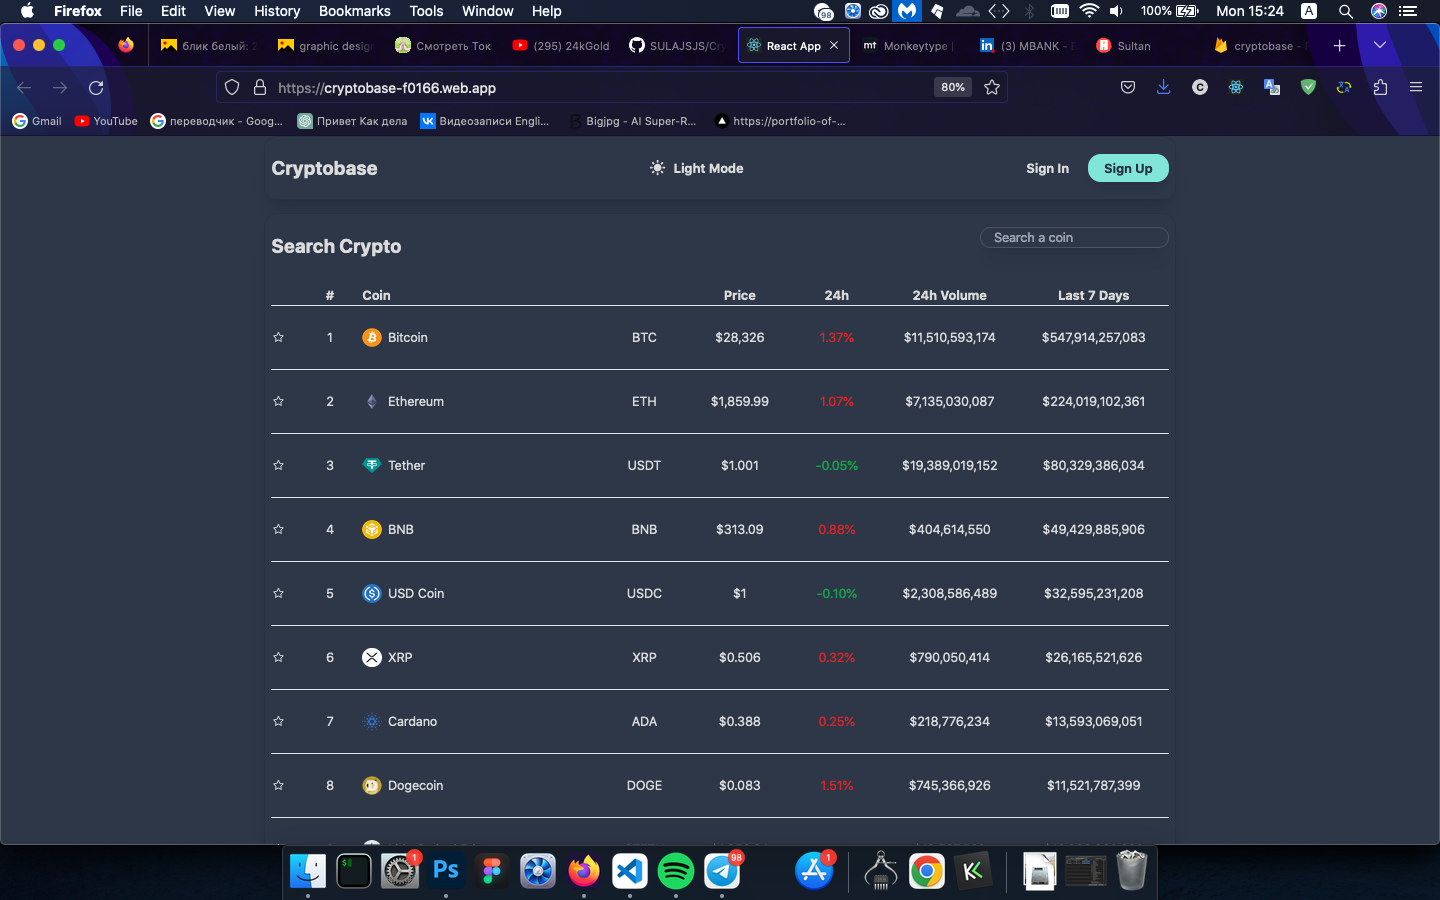 Firefox File Edit View History Bookmarks Tools Window Help 98 100% Mon 15:24 A
блик белый: 2 graphic design Смотреть Ток (295) 24kGold SULAJSJS/Cry React App Monkeytype | (3) MBANK - Sultan cryptobase -
https://cryptobase-f0166.web.app 80%
Gmail YouTube переводчик - Goog... Привет Как дела Видеозаписи Engli... Bigjpg - AI Super-R... https://portfolio-of-...
Cryptobase Light Mode Sign In Sign Up
Search Crypto Search a coin
# Coin Price 24h 24h Volume Last 7 Days
1 Bitcoin BTC $28,326 1.37% $11,510,593,174 $547,914,257,083
2 Ethereum ETH $1,859.99 1.07% $7,135,030,087 $224,019,102,361
3 Tether USDT $1.001 -0.05% $19,389,019,152 $80,329,386,034
4 BNB BNB $313.09 0.88% $404,614,550 $49,429,885,906
5 USD Coin USDC $1 -0.10% $2,308,586,489 $32,595,231,208
6 XRP XRP $0.506 0.32% $790,050,414 $26,165,521,626
7 Cardano ADA $0.388 0.25% $218,776,234 $13,593,069,051
8 Dogecoin DOGE $0.083 1.51% $745,366,926 $11,521,787,399
1 Ps 98 1